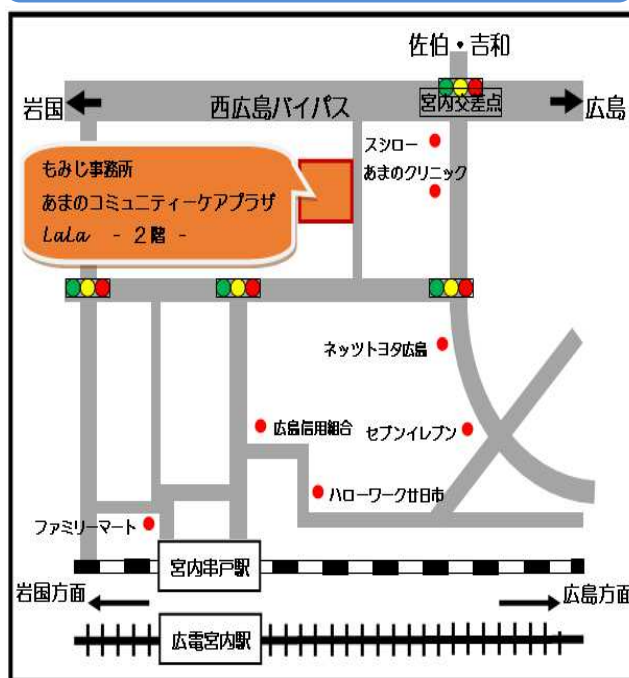 佐伯・吉和
岩国
西広島バイパス
宮内交差点
広島
スシロー
あまのクリニック
もみじ事務所
あまのコミュニティーケアプラザ
LaLa - 2階 -
ネッツトヨタ広島
広島信用組合
セブンイレブン
ハローワーク廿日市
ファミリーマート
宮内串戸駅
岩国方面
広島方面
広電宮内駅